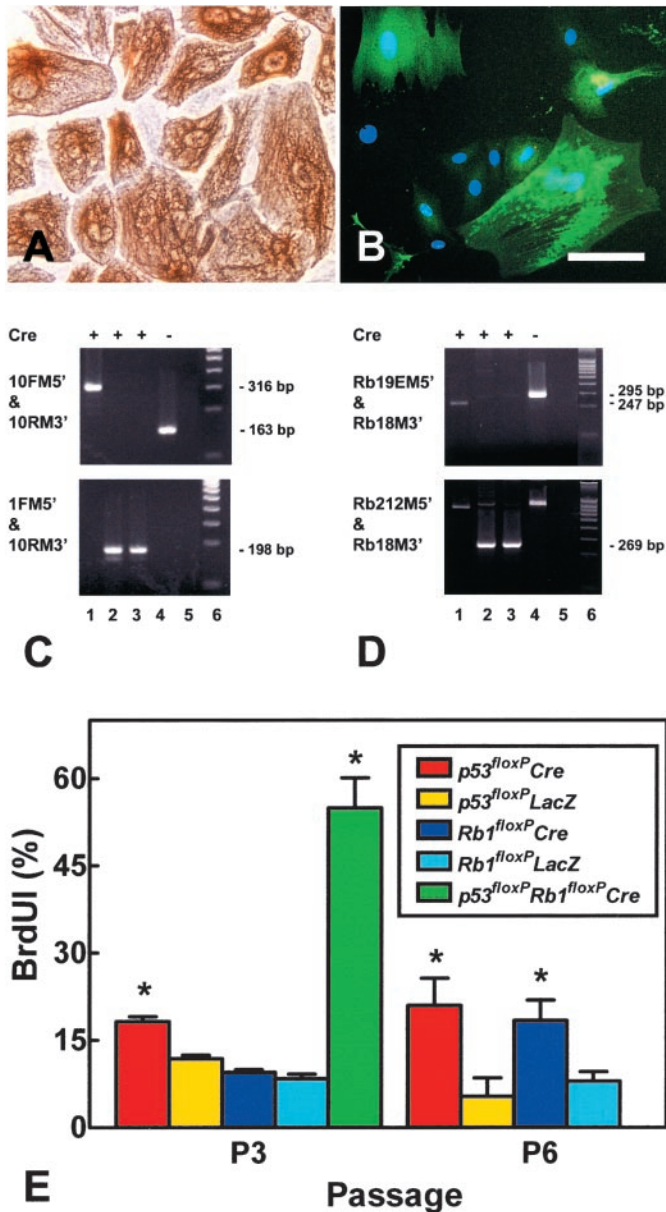 A
B
Cre + + + -
10FM5'
&
10RM3'
- 316 bp
- 163 bp
1FM5'
&
10RM3'
- 198 bp
1 2 3 4 5 6
C
Cre + + + -
Rb19EM5'
&
Rb18M3'
- 295 bp
- 247 bp
Rb212M5'
&
Rb18M3'
- 269 bp
1 2 3 4 5 6
D
BrdUI (%)
60
45
30
15
0
*
*
*
*
p53floxPCre
p53floxPLacZ
Rb1floxPCre
Rb1floxPLacZ
p53floxPRb1floxPCre
P3 P6
Passage
E